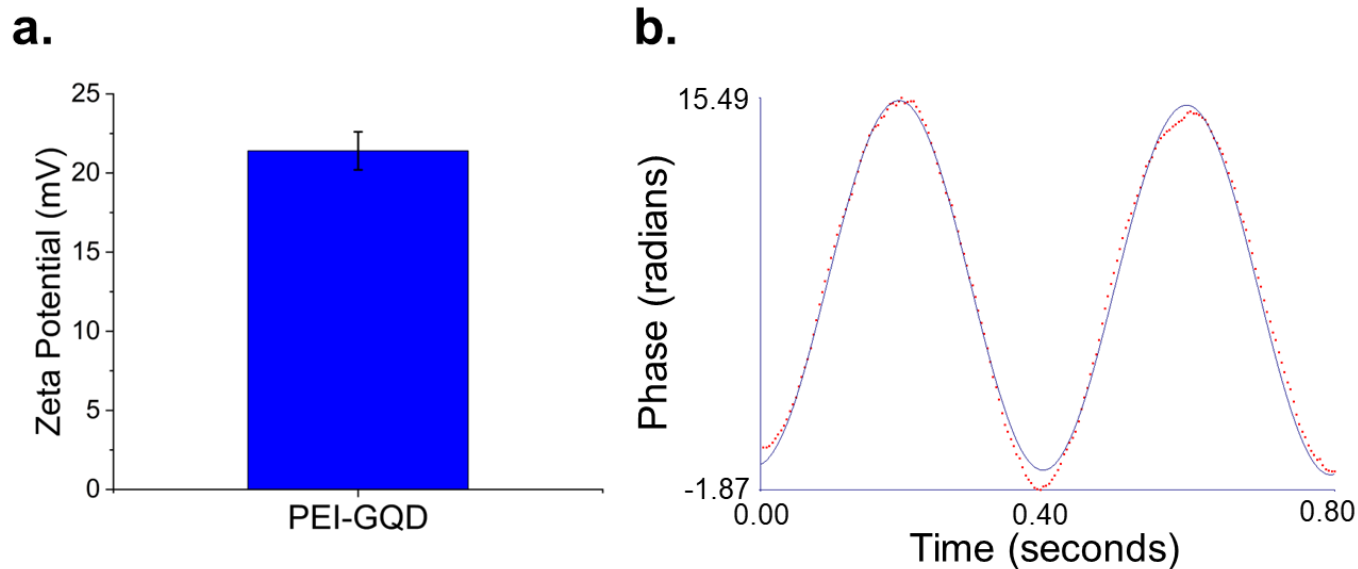 a.
Zeta Potential (mV)
25
20
15
10
5
0
PEI-GQD
b.
Phase (radians)
15.49
-1.87
0.00
0.40
0.80
Time (seconds)